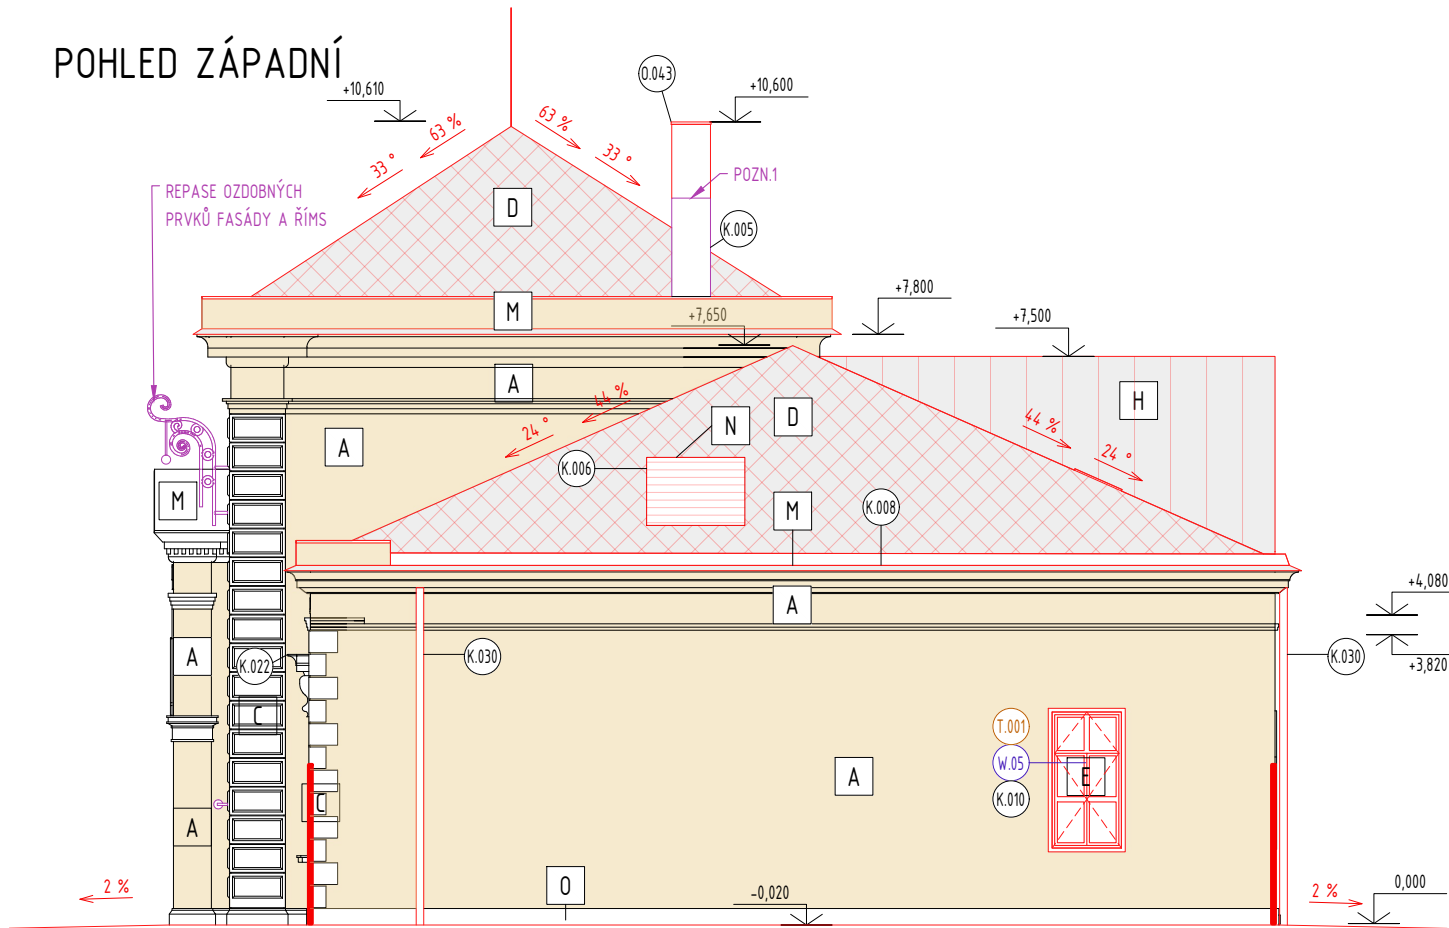 POHLED ZÁPADNÍ
+10,610
O.043
+10,600
63 %
33 °
63 %
33 °
REPASE OZDOBNÝCH
PRVKŮ FASÁDY A ŘÍMS
POZN.1
D
K.005
M
+7,650
+7,800
+7,500
A
44 %
24 °
H
N
D
44 %
24 °
A
K.006
M
M
K.008
+4,080
A
A
K.022
K.030
K.030
+3,820
C
T.001
W.05
E
K.010
A
C
A
2 %
O
-0,020
2 %
0,000